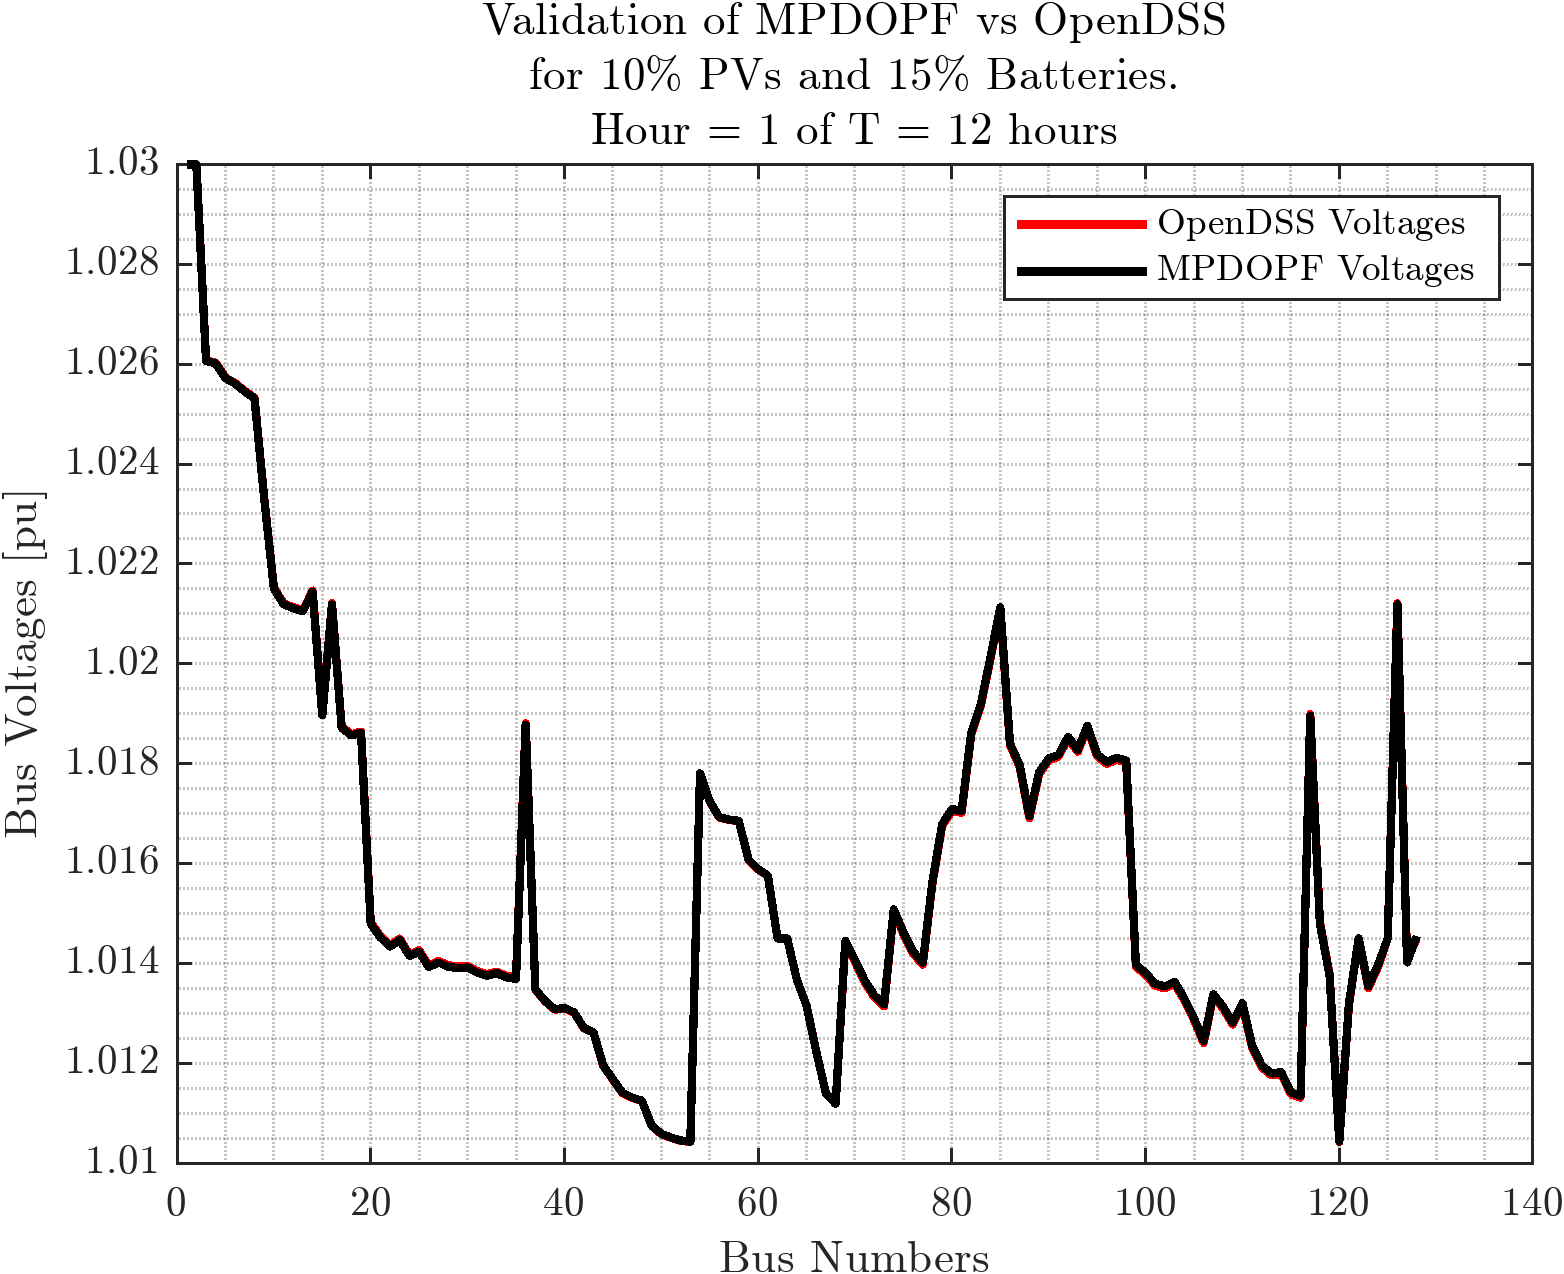 Validation of MPDOPF vs OpenDSS
for 10% PVs and 15% Batteries.
Hour = 1 of T = 12 hours
OpenDSS Voltages
MPDOPF Voltages
Bus Voltages [pu]
1.03
1.028
1.026
1.024
1.022
1.02
1.018
1.016
1.014
1.012
1.01
0 20 40 60 80 100 120 140
Bus Numbers